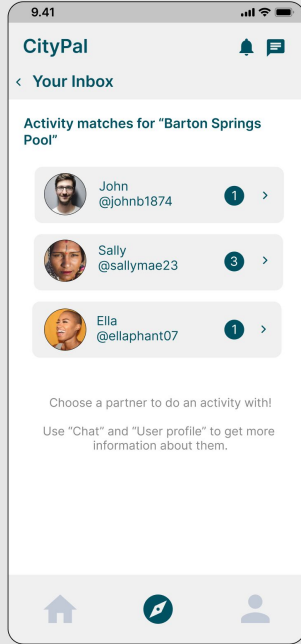 9.41
CityPal
Your Inbox
Activity matches for “Barton Springs
Pool”
John
@johnb1874
1
Sally
@sallymae23
3
Ella
@ellaphant07
1
Choose a partner to do an activity with!
Use “Chat” and “User profile” to get more
information about them.